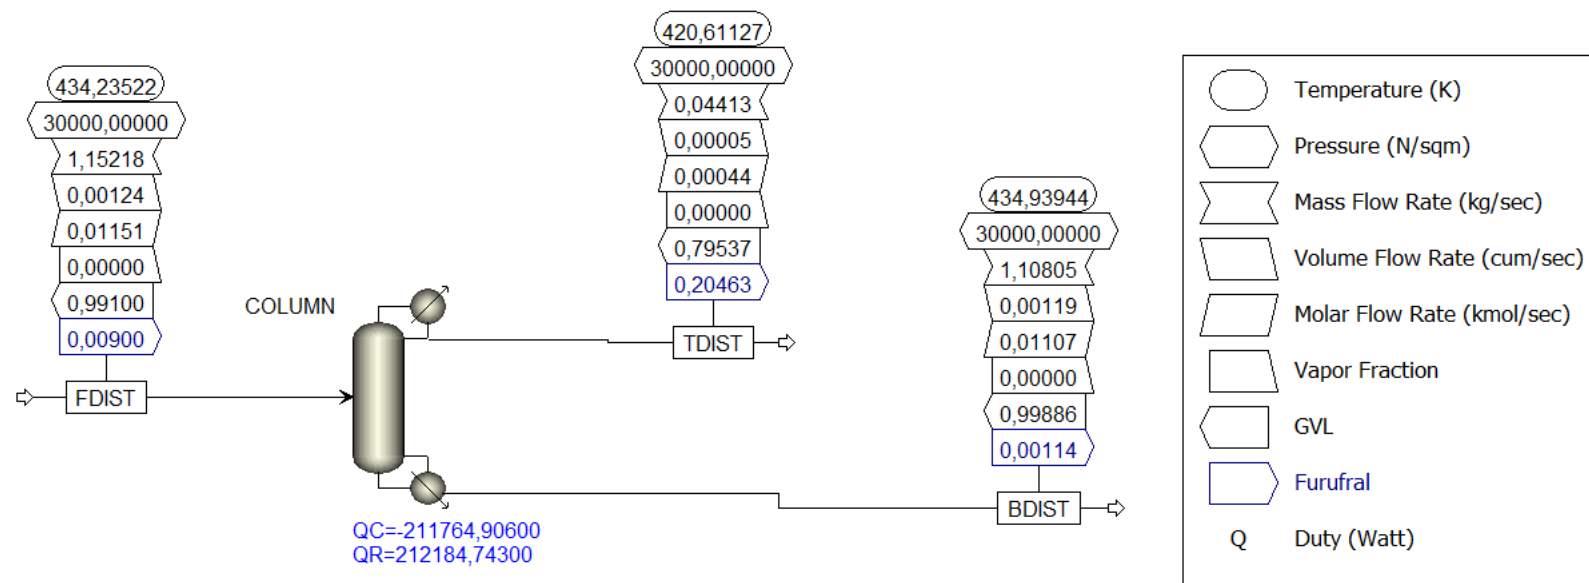 434,23522
30000,00000
1,15218
0,00124
0,01151
0,00000
0,99100
0,00900
FDIST
COLUMN
QC=-211764,90600
QR=212184,74300
420,61127
30000,00000
0,04413
0,00005
0,00044
0,00000
0,79537
0,20463
TDIST
434,93944
30000,00000
1,10805
0,00119
0,01107
0,00000
0,99886
0,00114
BDIST
Temperature (K)
Pressure (N/sqm)
Mass Flow Rate (kg/sec)
Volume Flow Rate (cum/sec)
Molar Flow Rate (kmol/sec)
Vapor Fraction
GVL
Furufral
Q Duty (Watt)